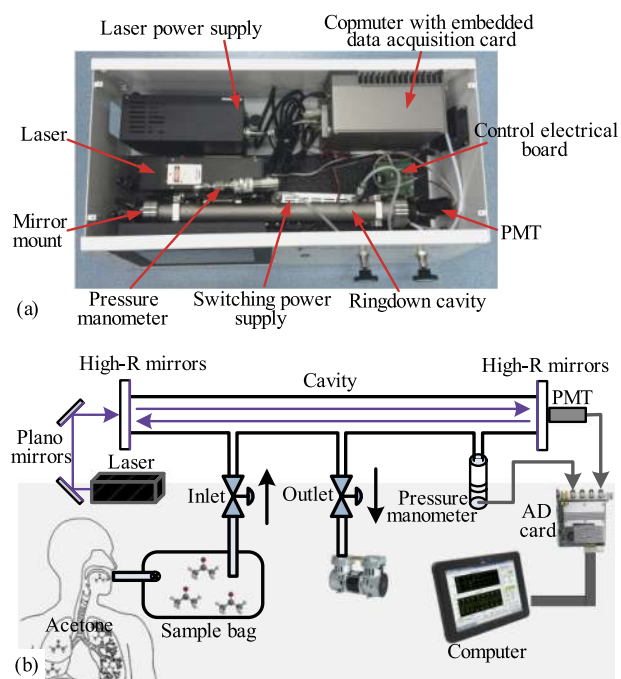 Laser power supply
Copmuter with embedded
data acquisition card
Laser
Control electrical
board
Mirror
mount
PMT
Pressure
manometer
Switching power
supply
Ringdown cavity
(a)
High-R mirrors
Cavity
High-R mirrors
PMT
Plano
mirrors
Laser
Inlet
Outlet
Pressure
manometer
AD
card
Acetone
Sample bag
Computer
(b)